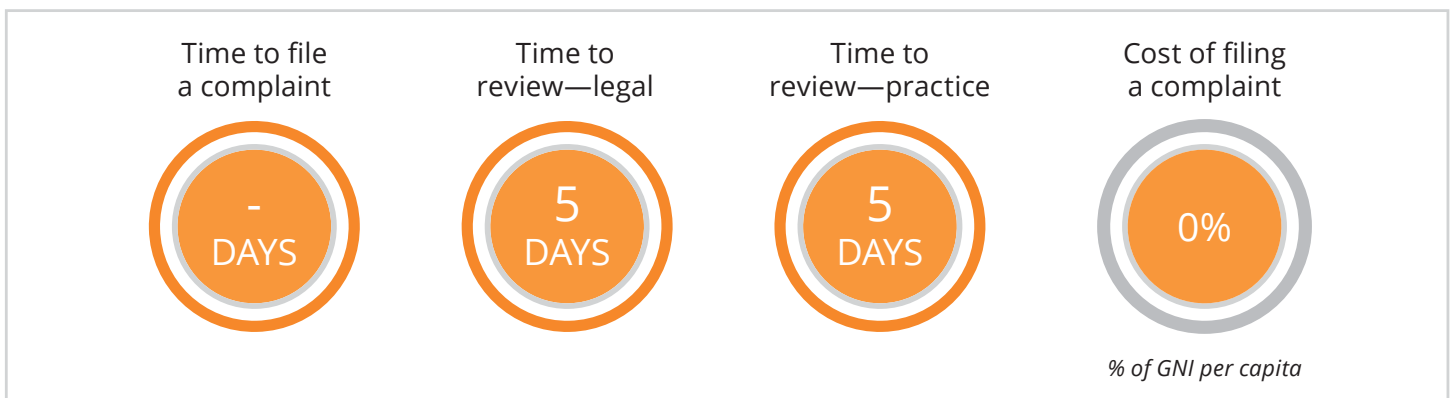 Time to file
a complaint
-
DAYS
Time to
review—legal
5
DAYS
Time to
review—practice
5
DAYS
Cost of filing
a complaint
0%
% of GNI per capita